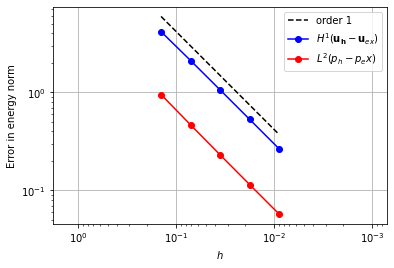 order 1
$H^1(\mathbf{u_h} - \mathbf{u}_{ex})$
$L^2(p_h - p_ex)$
Error in energy norm
$10^0$
$10^{-1}$
$10^0$ $10^{-1}$ $10^{-2}$ $10^{-3}$
$h$